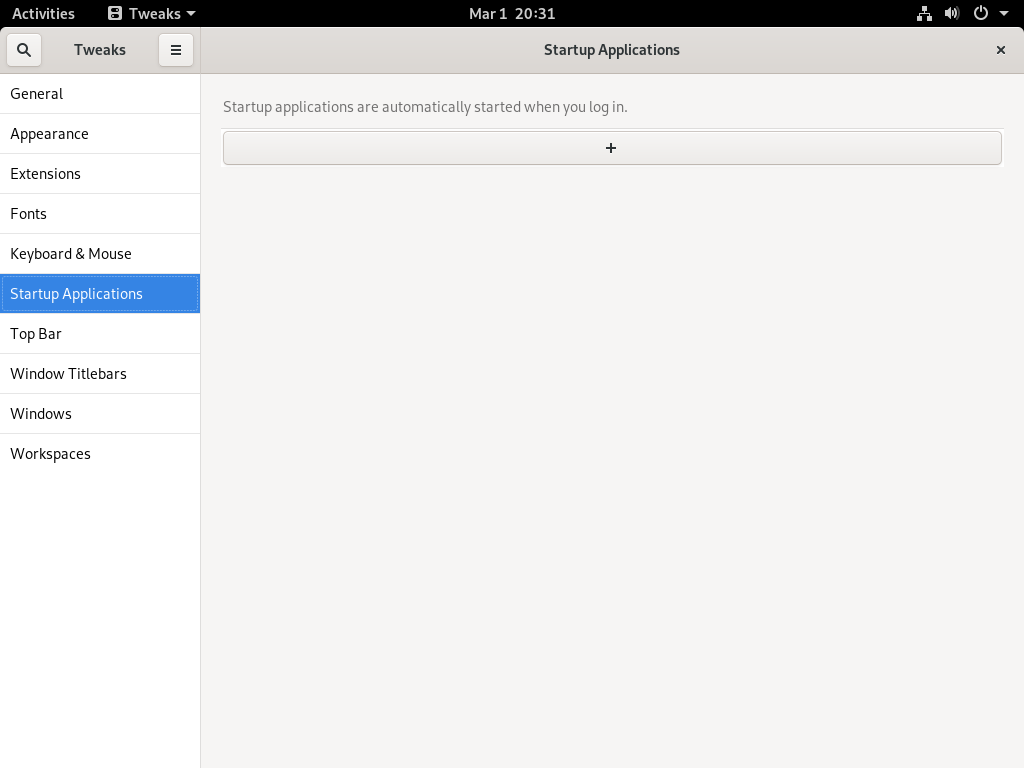 Activities
Tweaks
Mar 1 20:31
Tweaks
Startup Applications
General
Appearance
Extensions
Fonts
Keyboard & Mouse
Startup Applications
Top Bar
Window Titlebars
Windows
Workspaces
Startup applications are automatically started when you log in.